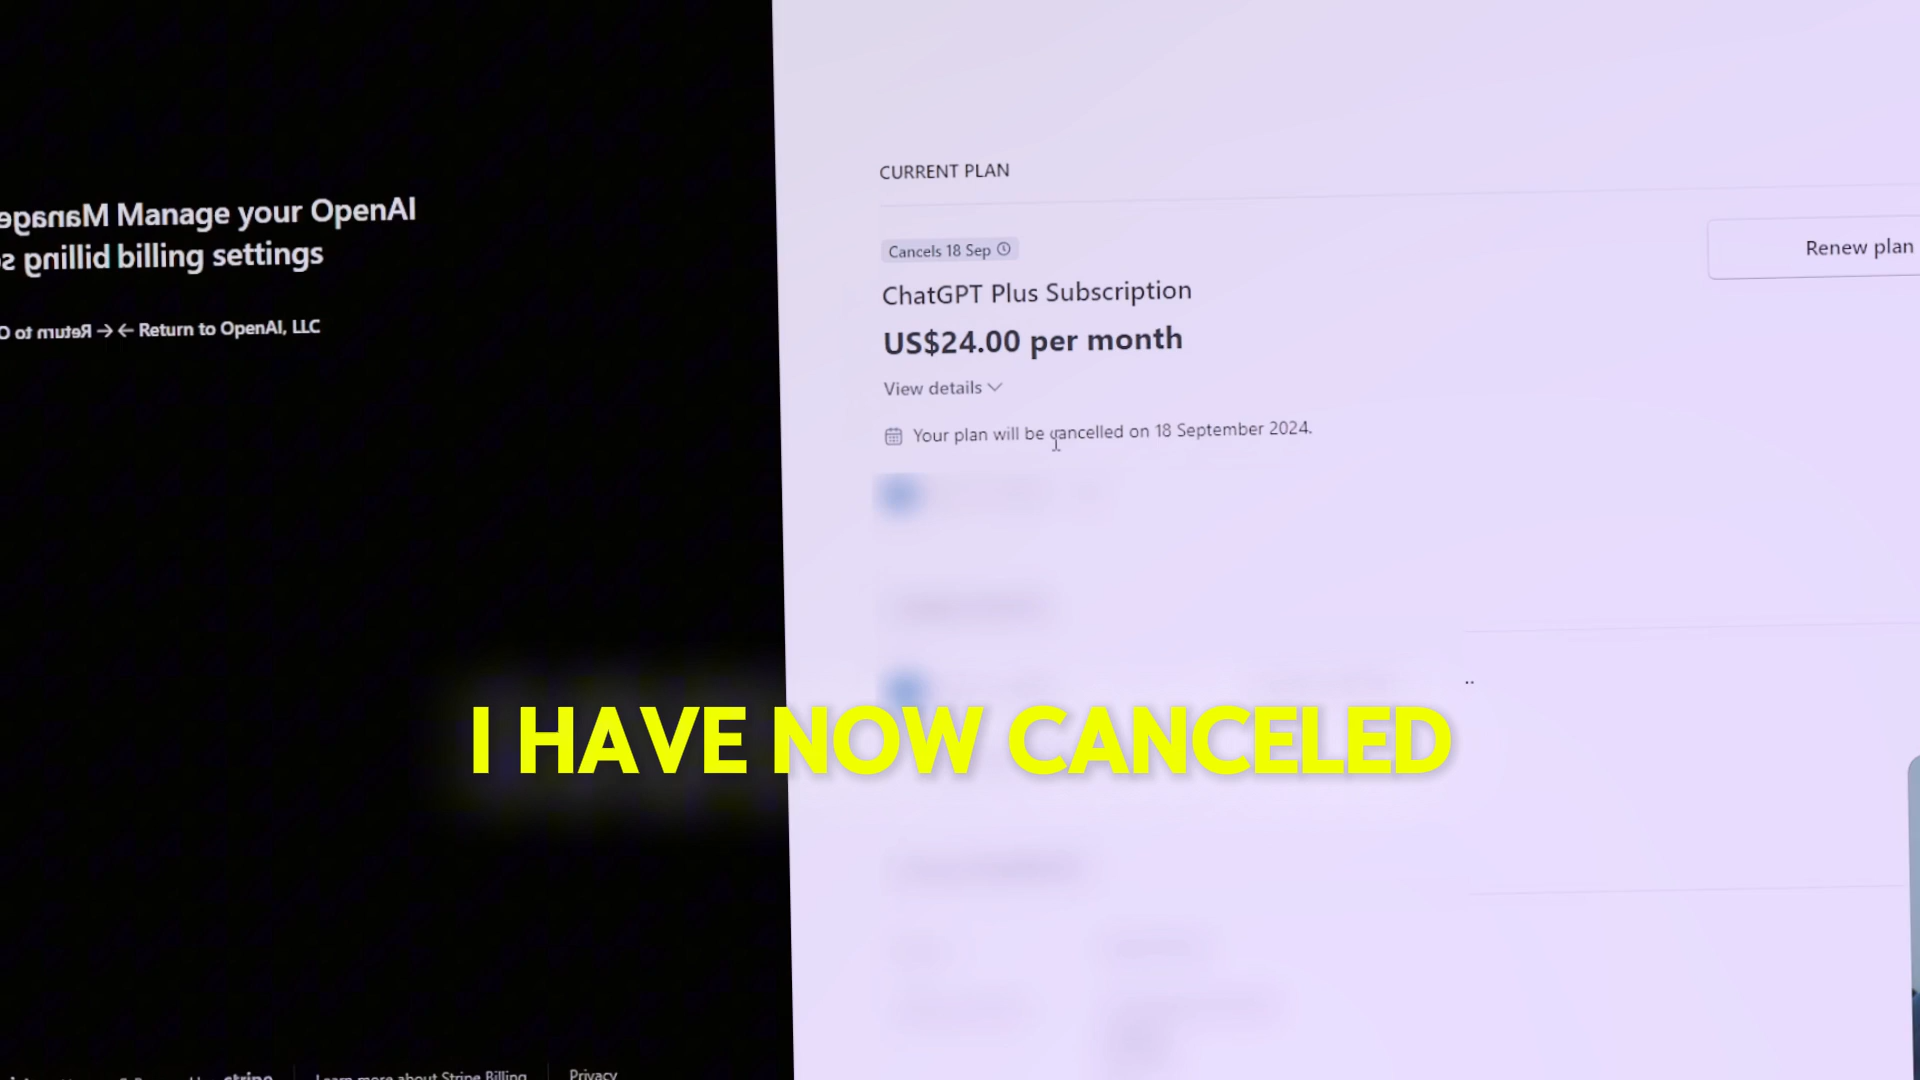 Manage your OpenAI
billing settings
← Return to OpenAI, LLC
CURRENT PLAN
Cancels 18 Sep
Renew plan
ChatGPT Plus Subscription
US$24.00 per month
View details
Your plan will be cancelled on 18 September 2024.
..
I HAVE NOW CANCELED
stripe
Learn more about Stripe Billing
Privacy